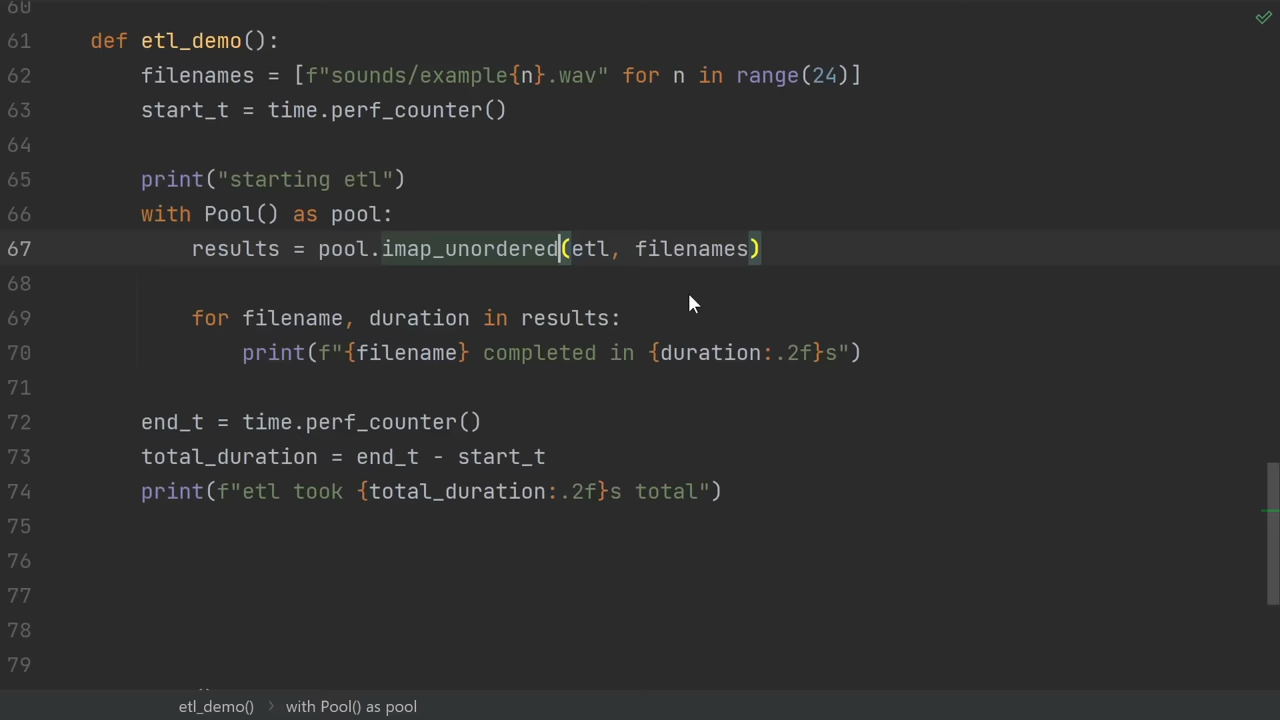 60
61 def etl_demo():
62 filenames = [f"sounds/example{n}.wav" for n in range(24)]
63 start_t = time.perf_counter()
64
65 print("starting etl")
66 with Pool() as pool:
67 results = pool.imap_unordered(etl, filenames)
68
69 for filename, duration in results:
70 print(f"{filename} completed in {duration:.2f}s")
71
72 end_t = time.perf_counter()
73 total_duration = end_t - start_t
74 print(f"etl took {total_duration:.2f}s total")
75
76
77
78
79
etl_demo() > with Pool() as pool